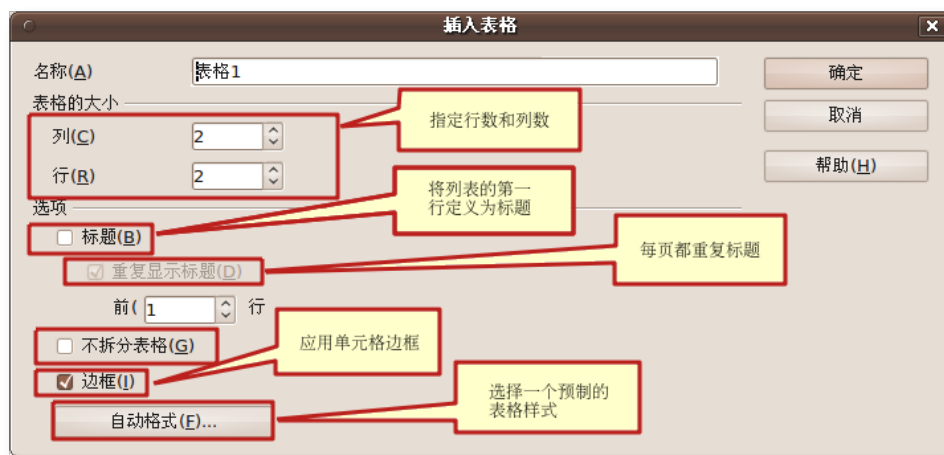 插入表格
名称(A) 表格1 确定
表格的大小
列(C) 2 指定行数和列数 取消
行(R) 2 帮助(H)
将列表的第一
行定义为标题
选项
标题(B)
每页都重复标题
重复显示标题(D)
前( 1 行
不拆分表格(G) 应用单元格边框
边框(I)
选择一个预制的
表格样式
自动格式(F)...